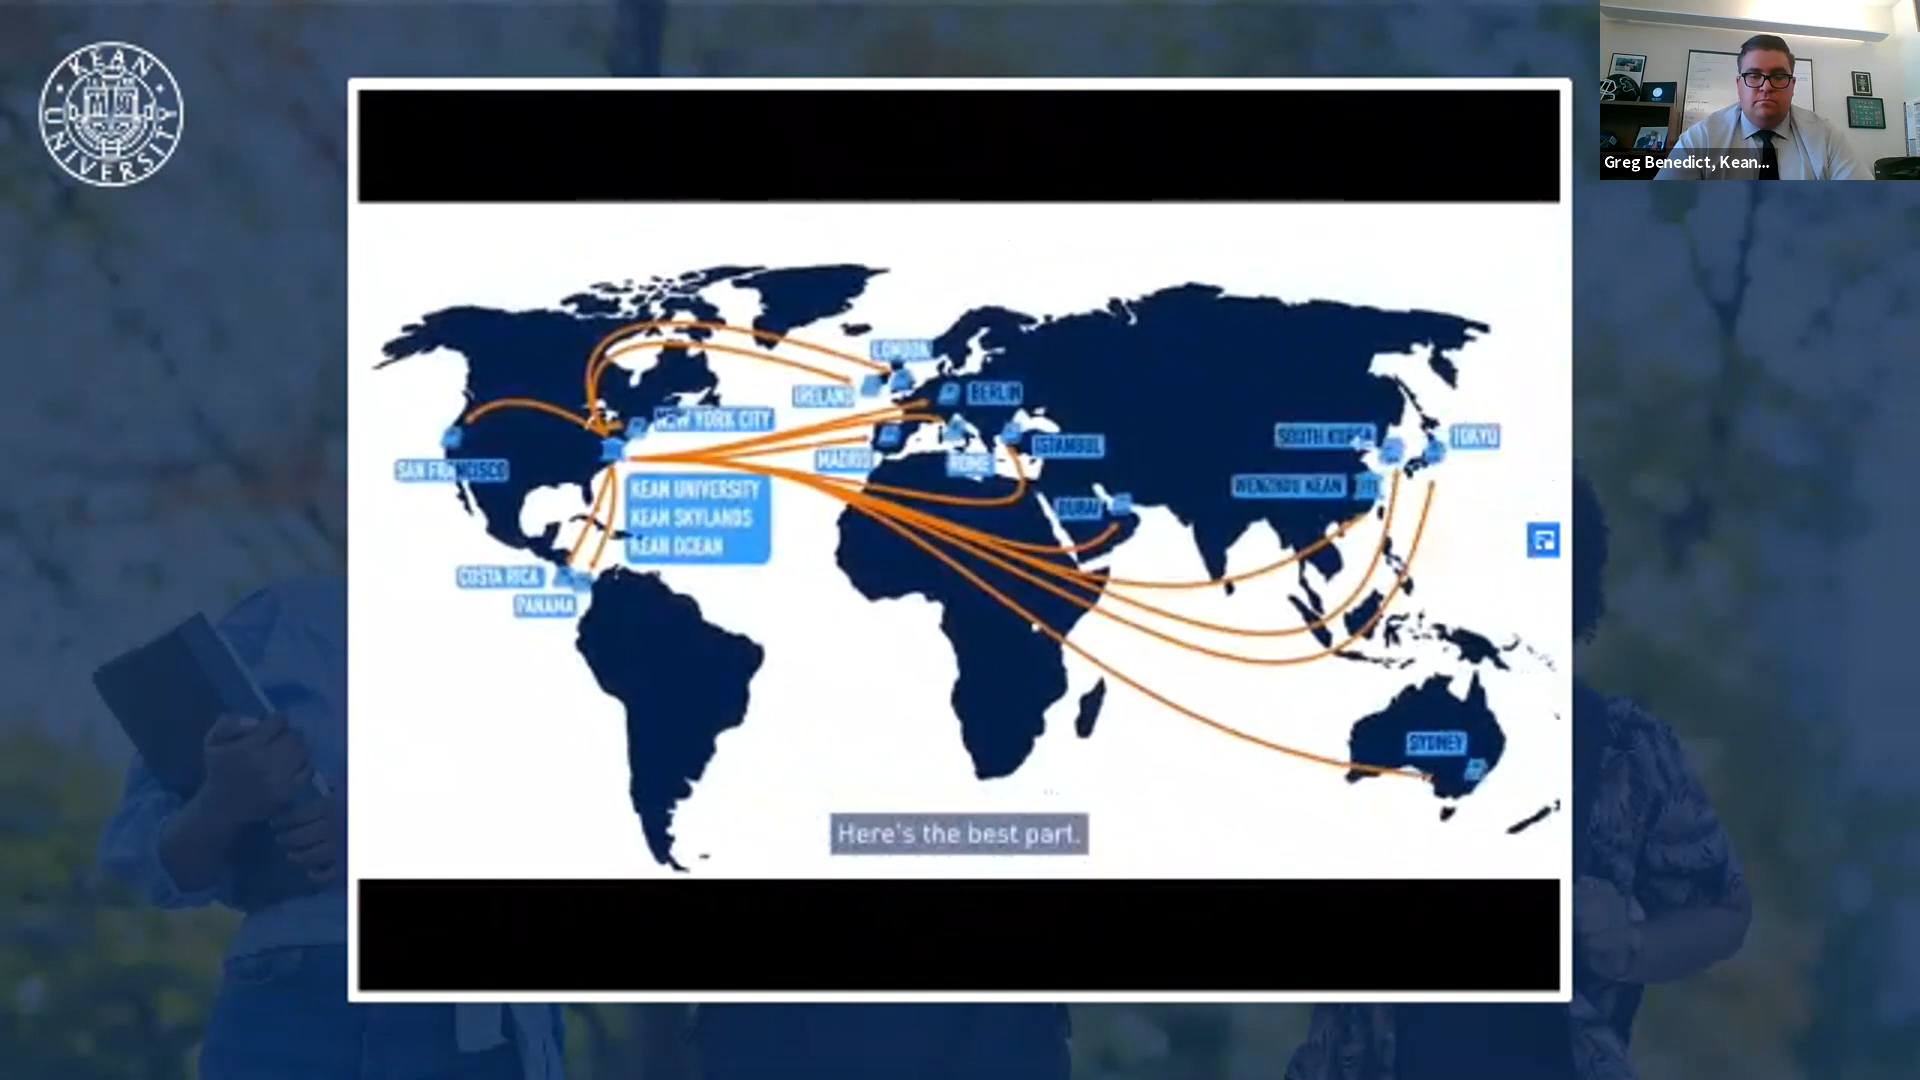 KEAN UNIVERSITY
Greg Benedict, Kean...
LONDON
IRELAND
BERLIN
NEW YORK CITY
SOUTH KOREA
TOKYO
ISTANBUL
MADRID
ROME
SAN FRANCISCO
WENZHOU KEAN
KEAN UNIVERSITY
KEAN SKYLANDS
KEAN OCEAN
DUBAI
COSTA RICA
PANAMA
SYDNEY
Here's the best part.